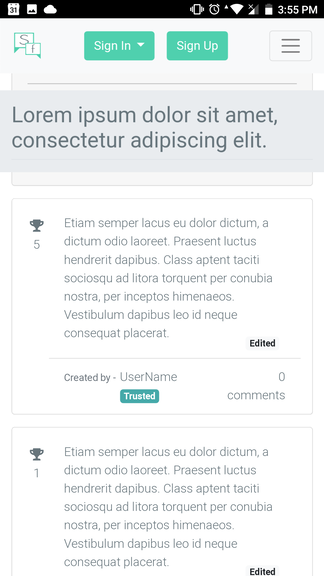 31 3:55 PM
S f Sign In Sign Up
Lorem ipsum dolor sit amet,
consectetur adipiscing elit.
Etiam semper lacus eu dolor dictum, a
5 dictum odio laoreet. Praesent luctus
hendrerit dapibus. Class aptent taciti
sociosqu ad litora torquent per conubia
nostra, per inceptos himenaeos.
Vestibulum dapibus leo id neque
consequat placerat.
Edited
Created by - UserName 0
Trusted comments
Etiam semper lacus eu dolor dictum, a
1 dictum odio laoreet. Praesent luctus
hendrerit dapibus. Class aptent taciti
sociosqu ad litora torquent per conubia
nostra, per inceptos himenaeos.
Vestibulum dapibus leo id neque
consequat placerat.
Edited